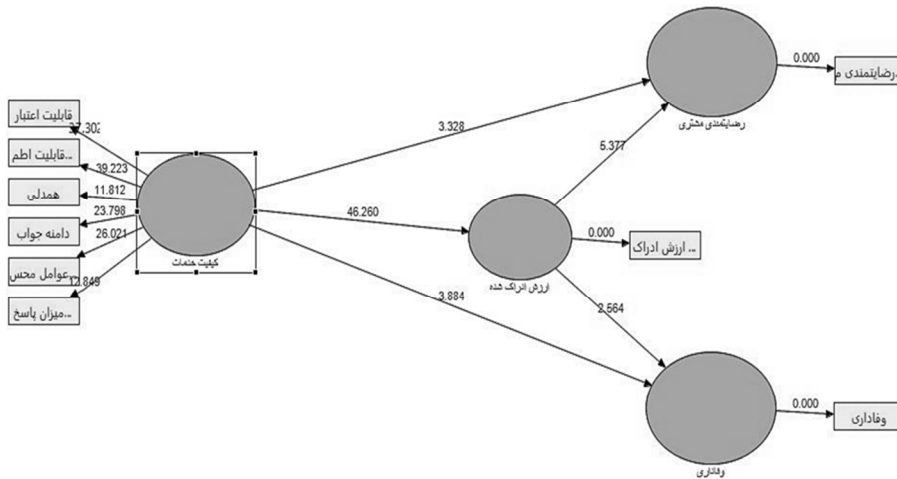 0.000
رضایتمندی م
رضایتمندی مشتری
قابلیت اعتبار
37.302
قابلیت اطم...
39.223
3.328
5.377
همدلی
11.812
دامنه جواب
23.798
46.260
0.000
ارزش ادراک ...
عوامل محس...
26.021
کیفیت خدمات
ارزش ادراک شده
میزان پاسخ...
3.884
2.564
0.000
وفاداری
وفاداری